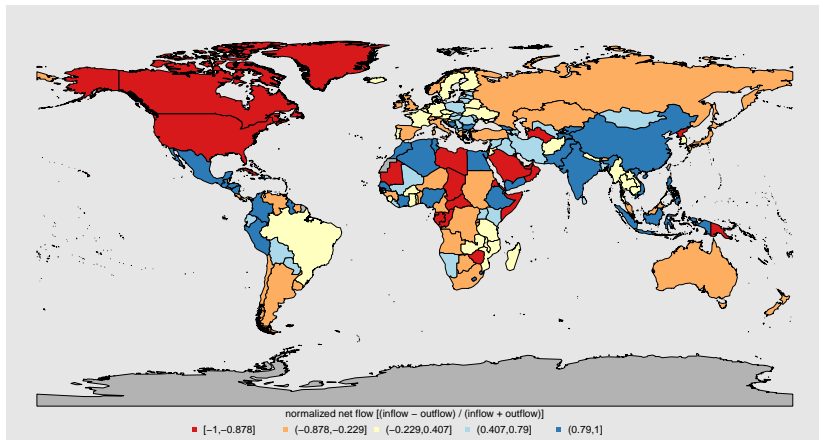 normalized net flow [(inflow − outflow) / (inflow + outflow)]
[−1,−0.878] (−0.878,−0.229] (−0.229,0.407] (0.407,0.79] (0.79,1]